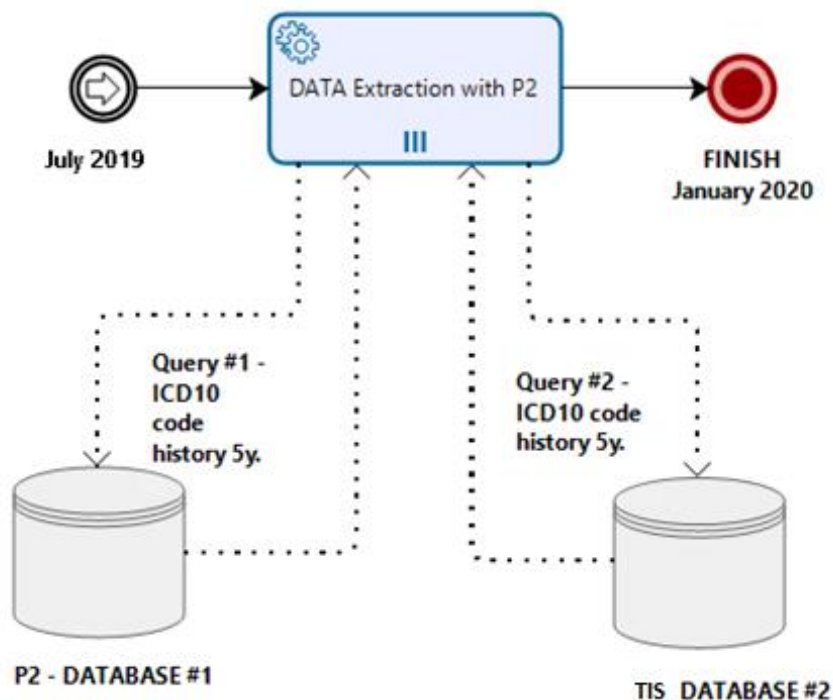 DATA Extraction with P2
July 2019
FINISH
January 2020
Query #1 -
ICD10
code
history 5y.
Query #2 -
ICD10 code
history 5y.
P2 - DATABASE #1
TIS DATABASE #2